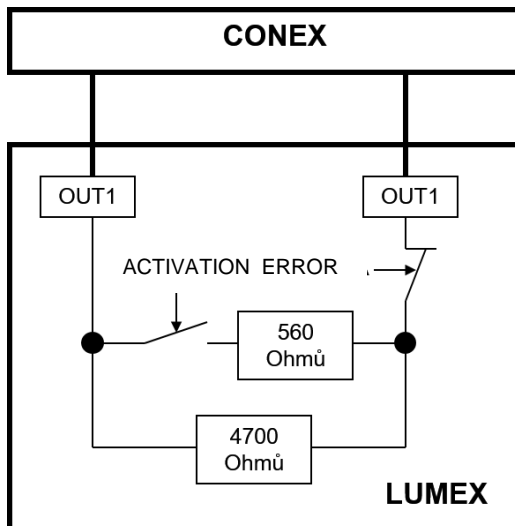 CONEX
OUT1
OUT1
ACTIVATION ERROR
560
Ohmů
4700
Ohmů
LUMEX